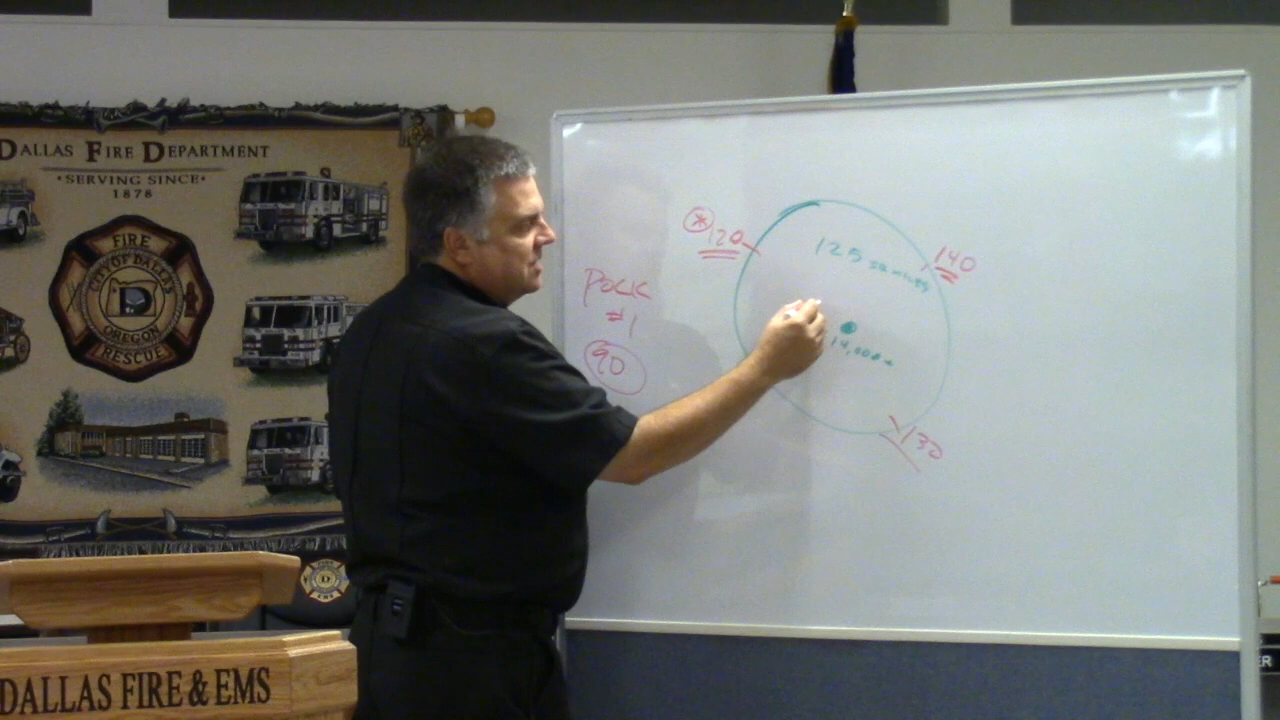 DALLAS FIRE DEPARTMENT
•SERVING SINCE•
1878
FIRE
CITY OF DALLAS
D
OREGON
RESCUE
DALLAS FIRE & EMS
*
120
140
125
Pack
#1
90
14,000
130